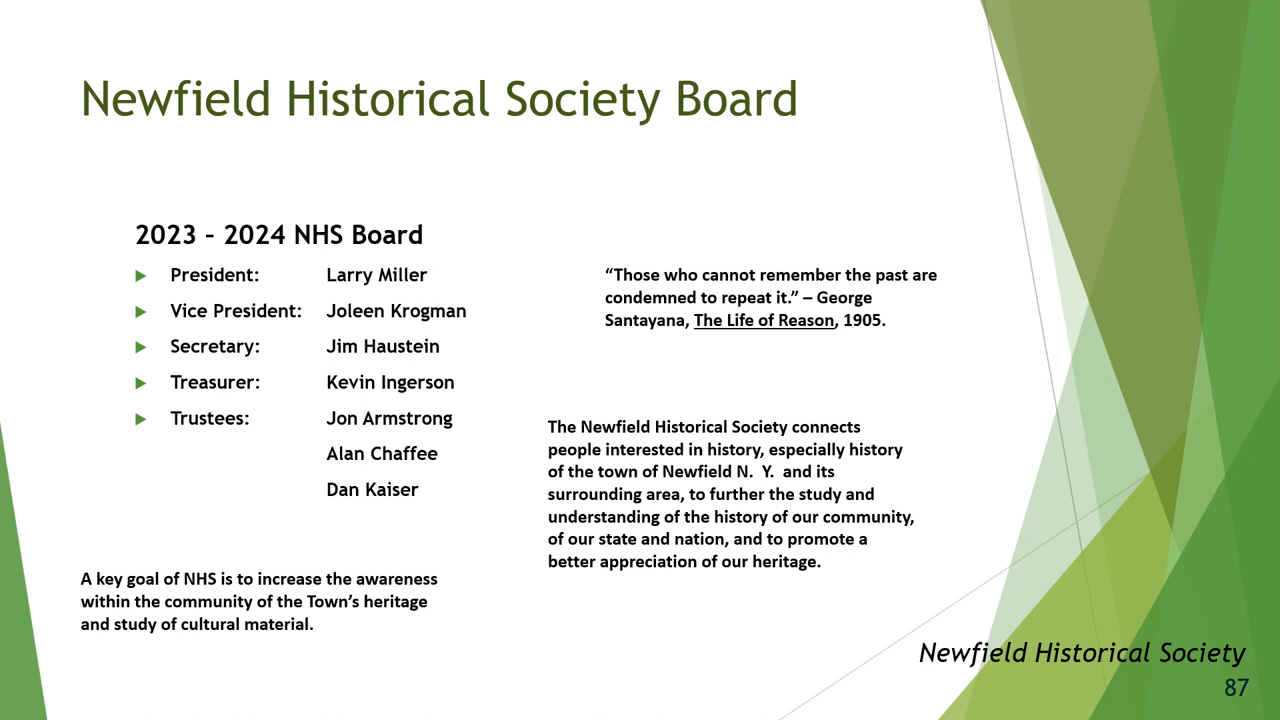 Newfield Historical Society Board
2023 – 2024 NHS Board
President: Larry Miller
Vice President: Joleen Krogman
Secretary: Jim Haustein
Treasurer: Kevin Ingerson
Trustees: Jon Armstrong
Alan Chaffee
Dan Kaiser
“Those who cannot remember the past are
condemned to repeat it.” – George
Santayana, The Life of Reason, 1905.
The Newfield Historical Society connects
people interested in history, especially history
of the town of Newfield N. Y. and its
surrounding area, to further the study and
understanding of the history of our community,
of our state and nation, and to promote a
better appreciation of our heritage.
A key goal of NHS is to increase the awareness
within the community of the Town’s heritage
and study of cultural material.
Newfield Historical Society
87